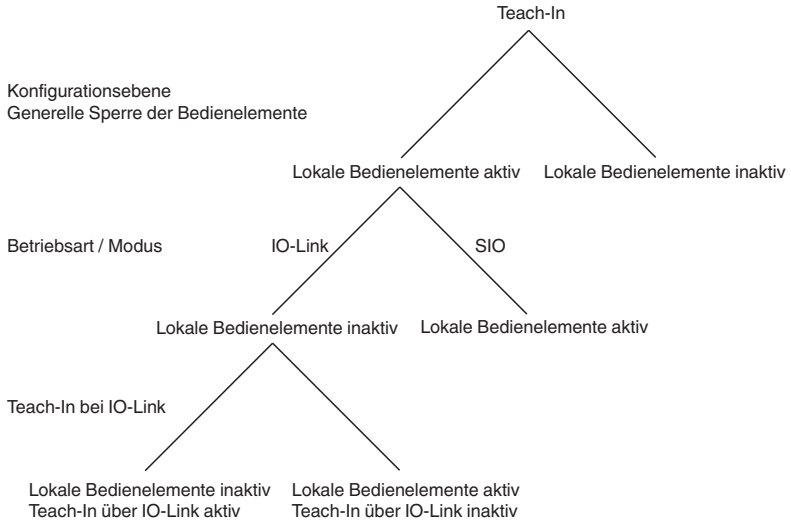 Teach-In
Konfigurationsebene
Generelle Sperre der Bedienelemente
Lokale Bedienelemente aktiv
Lokale Bedienelemente inaktiv
Betriebsart / Modus
IO-Link
SIO
Lokale Bedienelemente inaktiv
Lokale Bedienelemente aktiv
Teach-In bei IO-Link
Lokale Bedienelemente inaktiv
Teach-In über IO-Link aktiv
Lokale Bedienelemente aktiv
Teach-In über IO-Link inaktiv